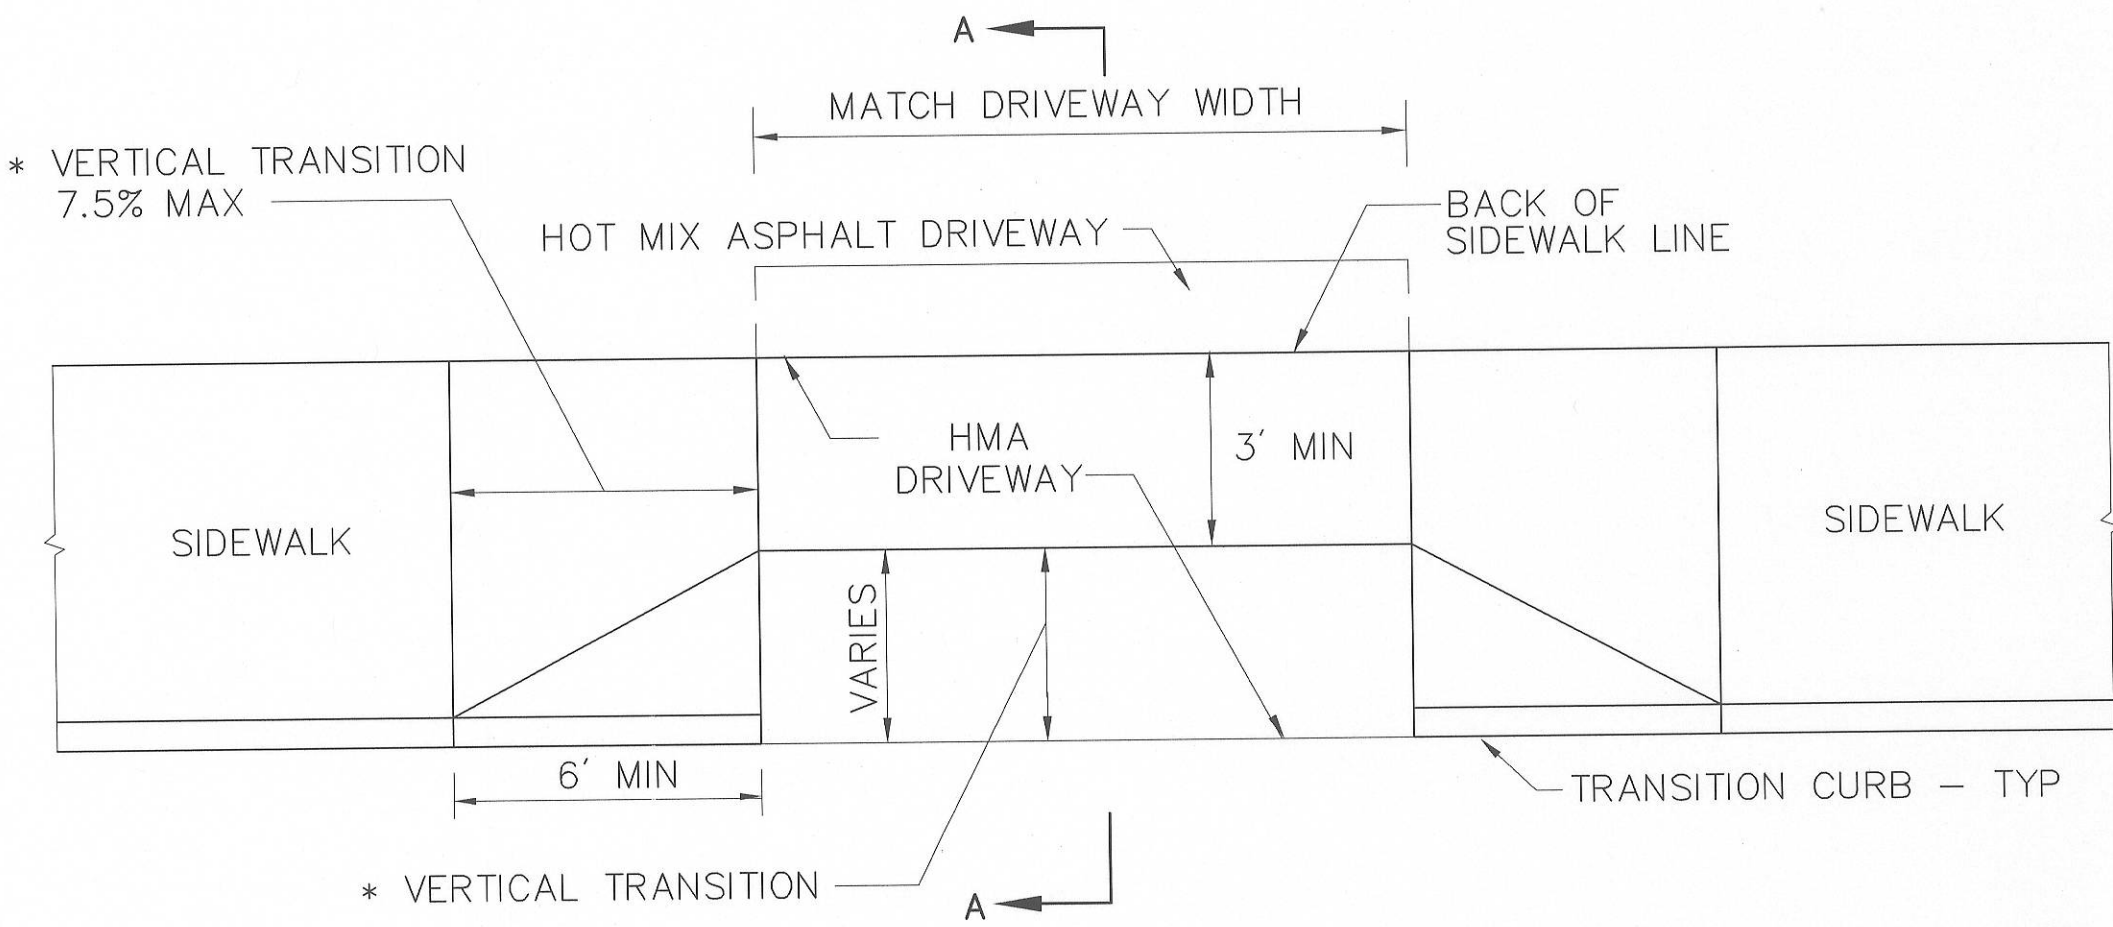 A
MATCH DRIVEWAY WIDTH
* VERTICAL TRANSITION
7.5% MAX
HOT MIX ASPHALT DRIVEWAY
BACK OF
SIDEWALK LINE
HMA
DRIVEWAY
3' MIN
SIDEWALK
SIDEWALK
VARIES
6' MIN
TRANSITION CURB – TYP
* VERTICAL TRANSITION
A